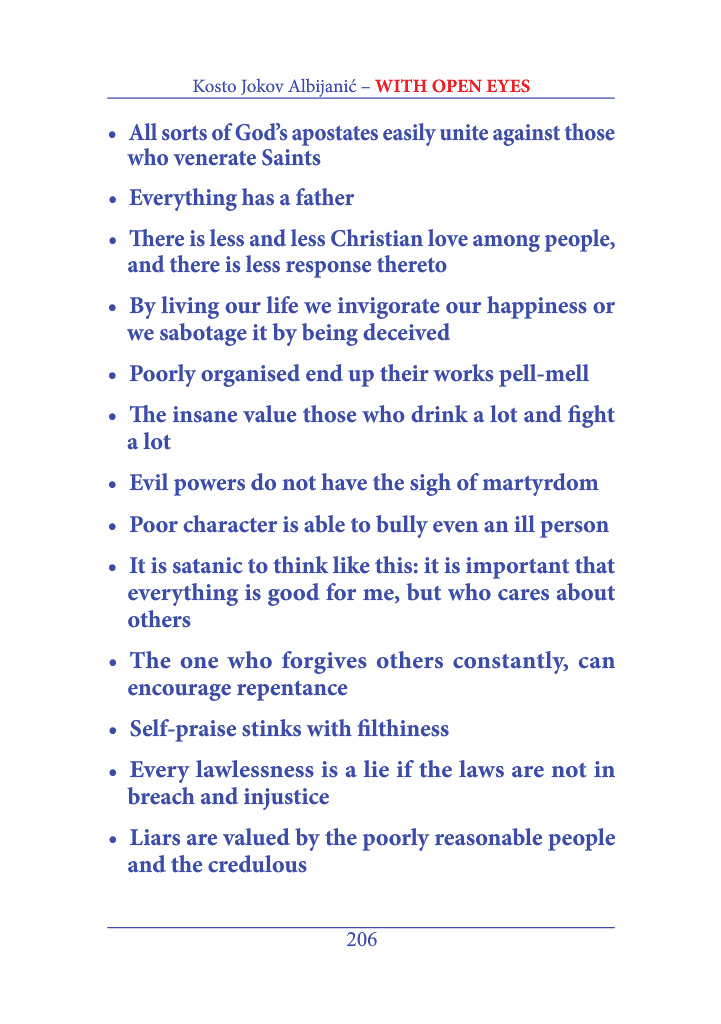 Kosto Jokov Albijanić – WITH OPEN EYES
• All sorts of God’s apostates easily unite against those
who venerate Saints
• Everything has a father
• There is less and less Christian love among people,
and there is less response thereto
• By living our life we invigorate our happiness or
we sabotage it by being deceived
• Poorly organised end up their works pell-mell
• The insane value those who drink a lot and fight
a lot
• Evil powers do not have the sigh of martyrdom
• Poor character is able to bully even an ill person
• It is satanic to think like this: it is important that
everything is good for me, but who cares about
others
• The one who forgives others constantly, can
encourage repentance
• Self-praise stinks with filthiness
• Every lawlessness is a lie if the laws are not in
breach and injustice
• Liars are valued by the poorly reasonable people
and the credulous
206